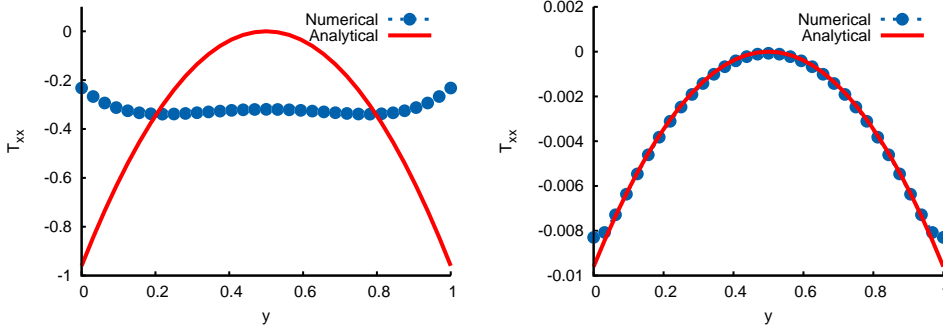 Numerical
Analytical
0
-0.2
-0.4
-0.6
-0.8
-1
T_xx
0 0.2 0.4 0.6 0.8 1
y
Numerical
Analytical
0.002
0
-0.002
-0.004
-0.006
-0.008
-0.01
T_xx
0 0.2 0.4 0.6 0.8 1
y